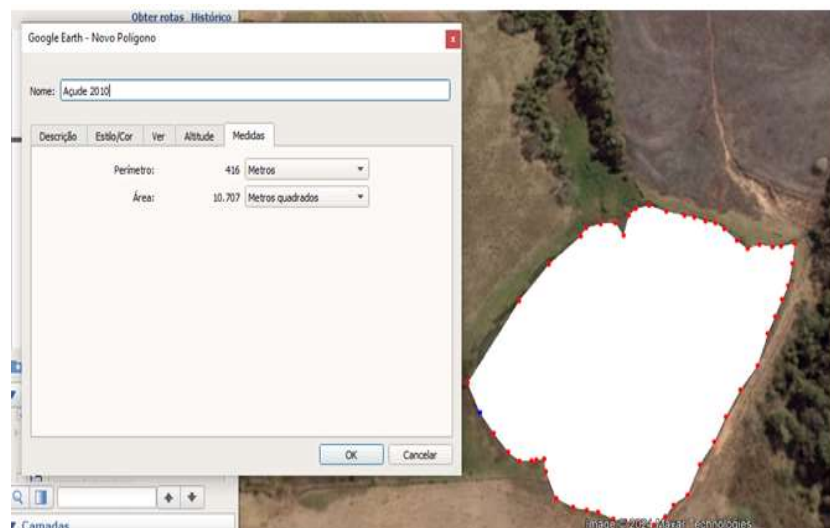 Obter rotas Histórico
Google Earth - Novo Polígono
x
Nome: Açude 2010
Descrição Estilo/Cor Ver Altitude Medidas
Perímetro: 416 Metros
Área: 10.707 Metros quadrados
OK Cancelar
Camadas
Image © 2024 Maxar Technologies